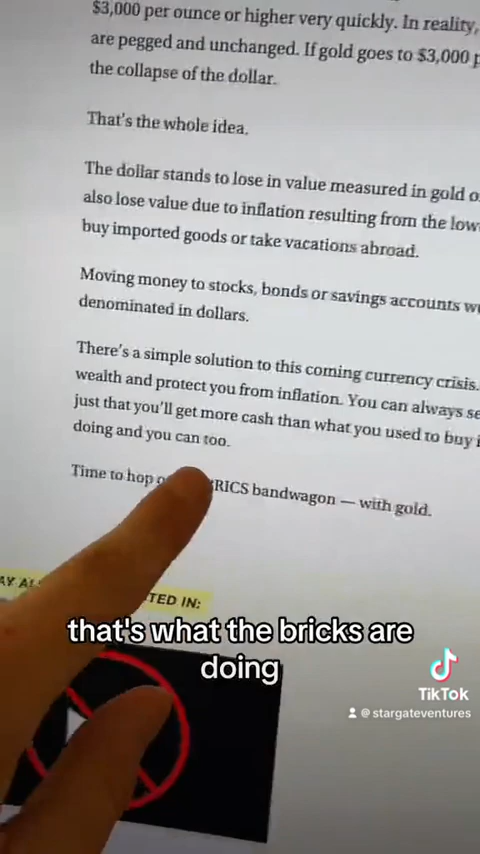 $3,000 per ounce or higher very quickly. In reality,
are pegged and unchanged. If gold goes to $3,000
the collapse of the dollar.
That's the whole idea.
The dollar stands to lose in value measured in gold
also lose value due to inflation resulting from the
buy imported goods or take vacations abroad.
Moving money to stocks, bonds or savings accounts
denominated in dollars.
There's a simple solution to this coming currency crisis.
wealth and protect you from inflation. You can always
just that you'll get more cash than what you used to buy
doing and you can too.
Time to hop BRICS bandwagon — with gold.
TED IN:
that's what the bricks are
doing
TikTok
@stargateventures